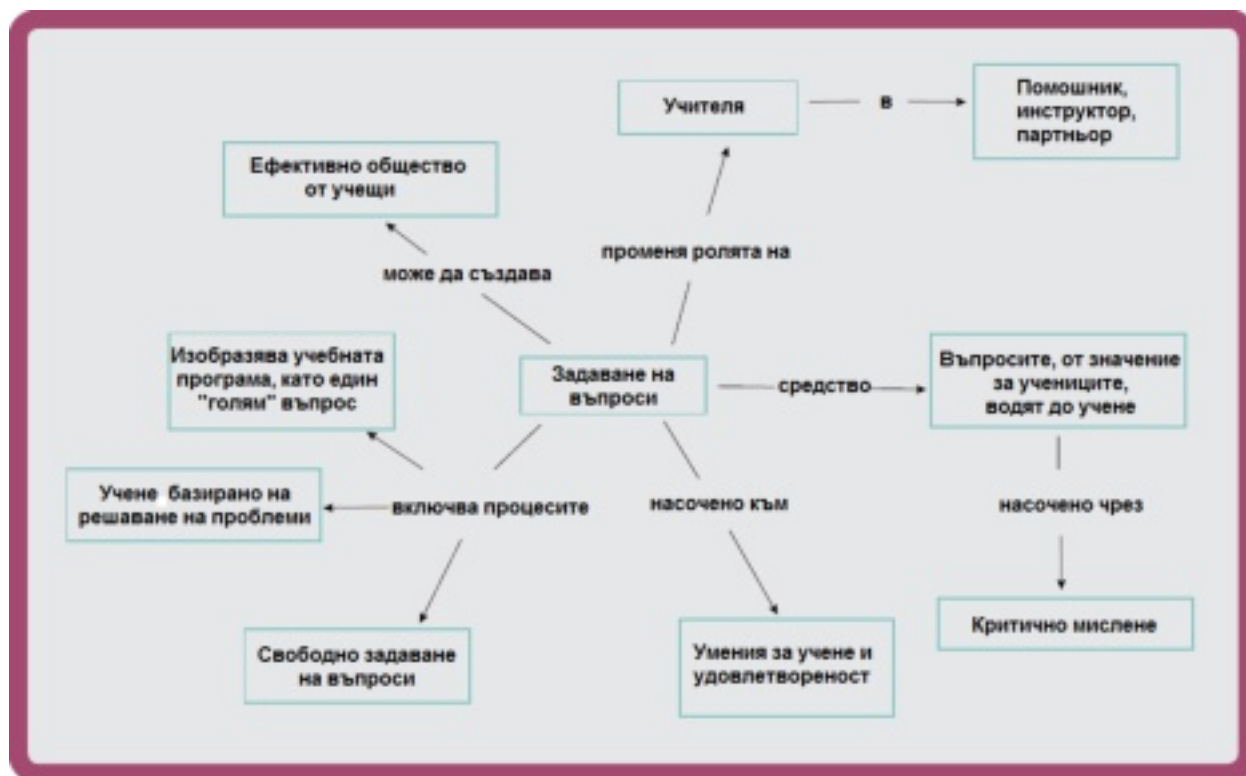 Учителя
в
Помошник,
инструктор,
партньор
Ефективно общество
от учещи
променя ролята на
може да създава
Изобразява учебната
програма, като един
"голям" въпрос
Задаване на
въпроси
средство
Въпросите, от значение
за учениците,
водят до учене
Учене базирано на
решаване на проблеми
включва процесите
насочено към
насочено чрез
Свободно задаване
на въпроси
Умения за учене и
удовлетвореност
Критично мислене